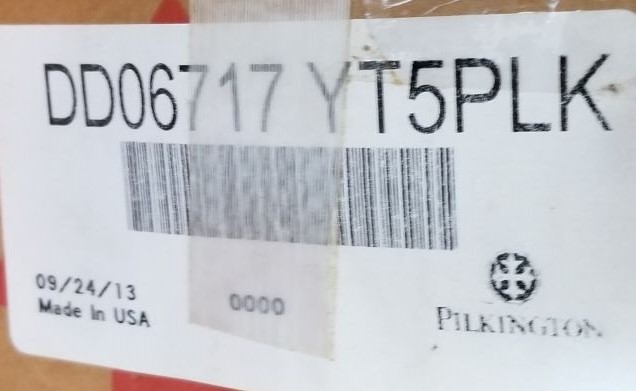 DD06717 YT5PLK
09/24/13
Made In USA
0000
PILKINGTON